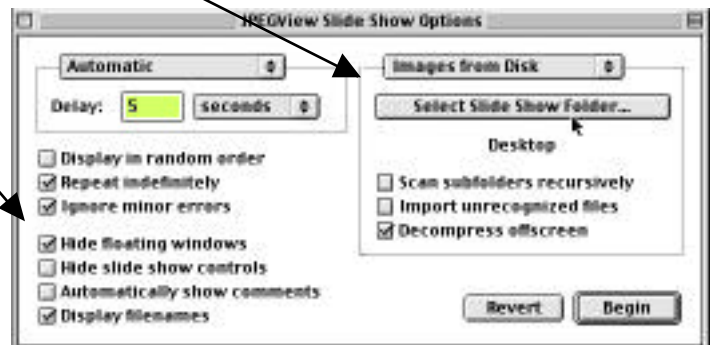 JPEGView Slide Show Options
Automatic
Delay: 5 seconds
Display in random order
Repeat indefinitely
Ignore minor errors
Hide floating windows
Hide slide show controls
Automatically show comments
Display filenames
Images from Disk
Select Slide Show Folder...
Desktop
Scan subfolders recursively
Import unrecognized files
Decompress offscreen
Revert Begin